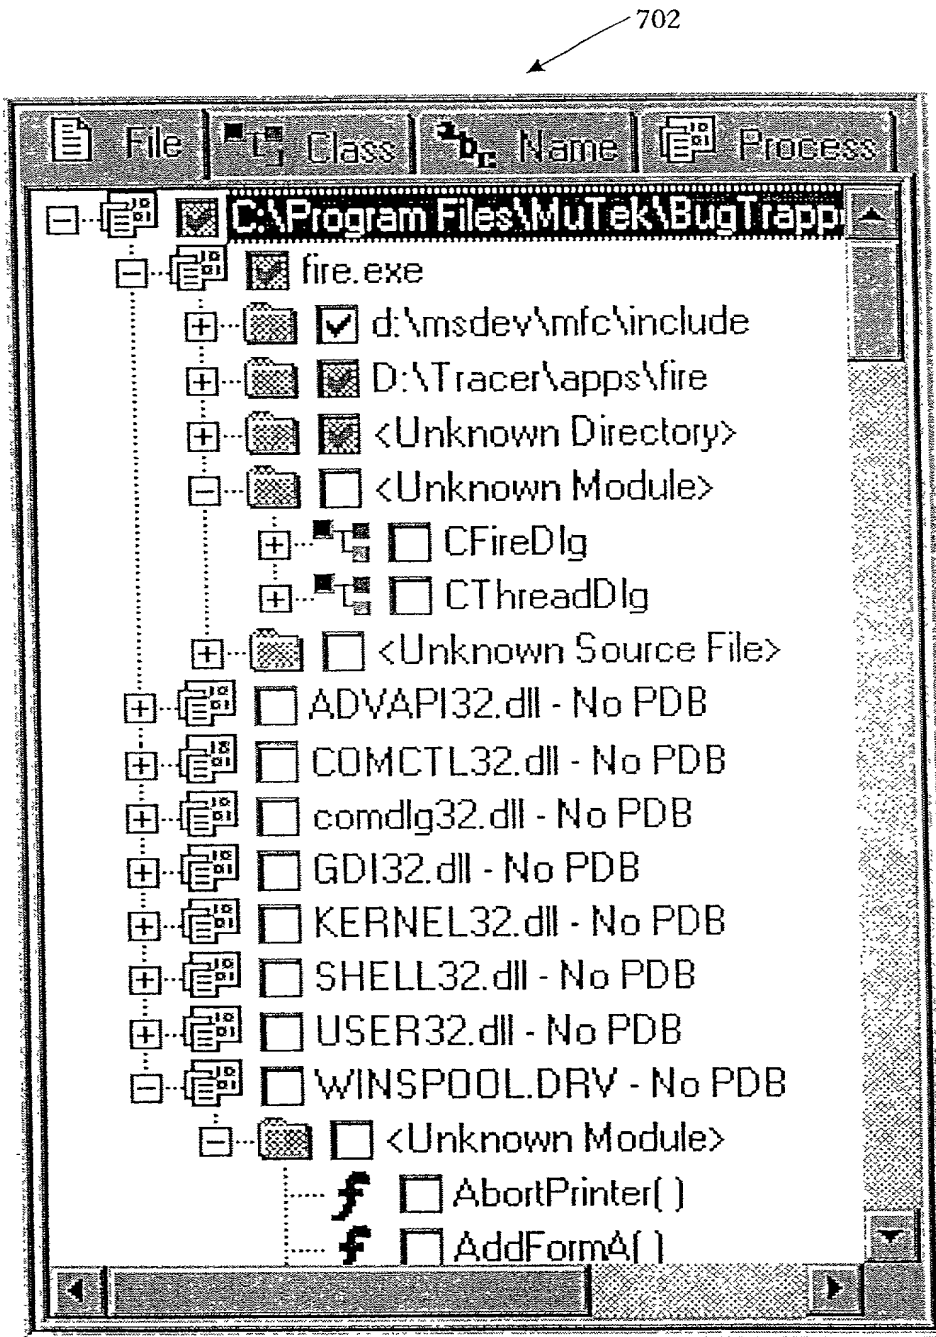 702
File Class Name Process
C:\Program Files\MuTek\BugTrapp
fire.exe
d:\msdev\mfc\include
D:\Tracer\apps\fire
<Unknown Directory>
<Unknown Module>
CFireDlg
CThreadDlg
<Unknown Source File>
ADVAPI32.dll - No PDB
COMCTL32.dll - No PDB
comdlg32.dll - No PDB
GDI32.dll - No PDB
KERNEL32.dll - No PDB
SHELL32.dll - No PDB
USER32.dll - No PDB
WINSPOOL.DRV - No PDB
<Unknown Module>
AbortPrinter( )
AddFormA( )